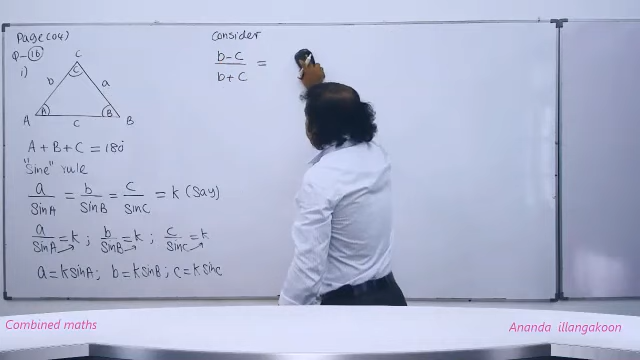 Page(04)
Q-16
1)
C
C
b
a
A
A
B
B
C
A + B + C = 180°
"Sine" rule
a/sinA = b/sinB = C/sinC = k (say)
a/sinA = k ; b/sinB = k ; C/sinC = k
a = k sinA ; b = k sinB ; c = k sinc
Consider
b-C/b+C =
Combined maths
Ananda illangakoon